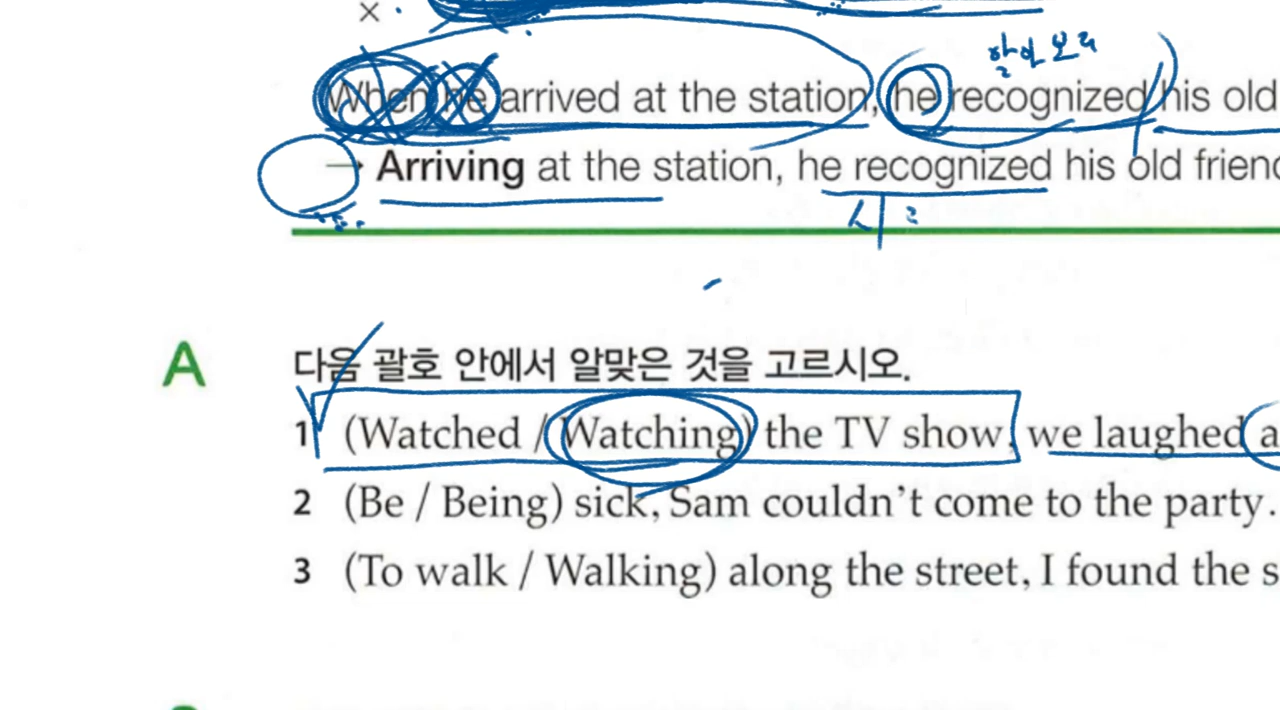 × .
When he arrived at the station, he recognized his old
알아보다
→ Arriving at the station, he recognized his old frienc
A
다음 괄호 안에서 알맞은 것을 고르시오.
1 (Watched / Watching) the TV show, we laughed a
2 (Be / Being) sick, Sam couldn't come to the party.
3 (To walk / Walking) along the street, I found the s